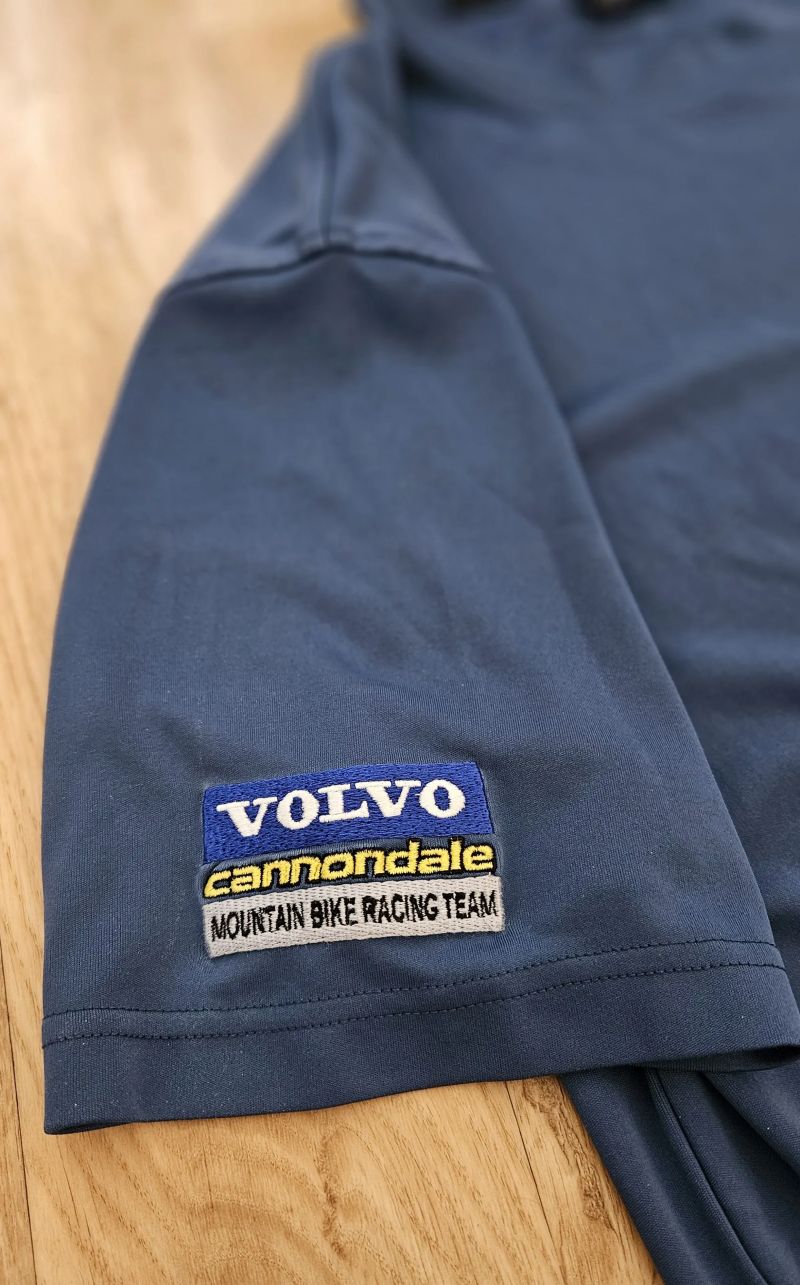 VOLVO
cannondale
MOUNTAIN BIKE RACING TEAM